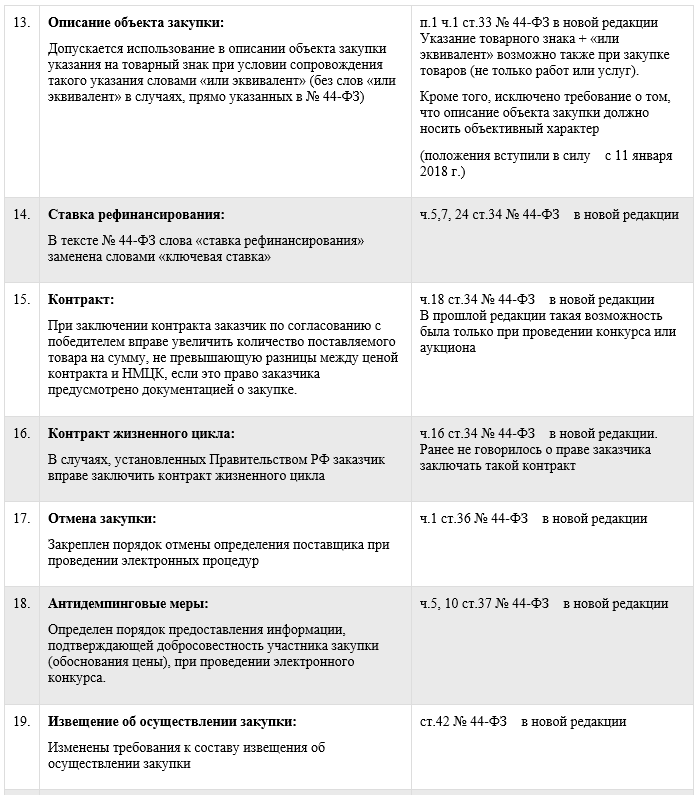 13.
Описание объекта закупки:
Допускается использование в описании объекта закупки
указания на товарный знак при условии сопровождения
такого указания словами «или эквивалент» (без слов «или
эквивалент» в случаях, прямо указанных в № 44-ФЗ)
п.1 ч.1 ст.33 № 44-ФЗ в новой редакции
Указание товарного знака + «или
эквивалент» возможно также при закупке
товаров (не только работ или услуг).
Кроме того, исключено требование о том,
что описание объекта закупки должно
носить объективный характер
(положения вступили в силу с 11 января
2018 г.)
14.
Ставка рефинансирования:
В тексте № 44-ФЗ слова «ставка рефинансирования»
заменена словами «ключевая ставка»
ч.5,7, 24 ст.34 № 44-ФЗ в новой редакции
15.
Контракт:
При заключении контракта заказчик по согласованию с
победителем вправе увеличить количество поставляемого
товара на сумму, не превышающую разницы между ценой
контракта и НМЦК, если это право заказчика
предусмотрено документацией о закупке.
ч.18 ст.34 № 44-ФЗ в новой редакции
В прошлой редакции такая возможность
была только при проведении конкурса или
аукциона
16.
Контракт жизненного цикла:
В случаях, установленных Правительством РФ заказчик
вправе заключить контракт жизненного цикла
ч.16 ст.34 № 44-ФЗ в новой редакции.
Ранее не говорилось о праве заказчика
заключать такой контракт
17.
Отмена закупки:
Закреплен порядок отмены определения поставщика при
проведении электронных процедур
ч.1 ст.36 № 44-ФЗ в новой редакции
18.
Антидемпинговые меры:
Определен порядок предоставления информации,
подтверждающей добросовестность участника закупки
(обоснования цены), при проведении электронного
конкурса.
ч.5, 10 ст.37 № 44-ФЗ в новой редакции
19.
Извещение об осуществлении закупки:
Изменены требования к составу извещения об
осуществлении закупки
ст.42 № 44-ФЗ в новой редакции